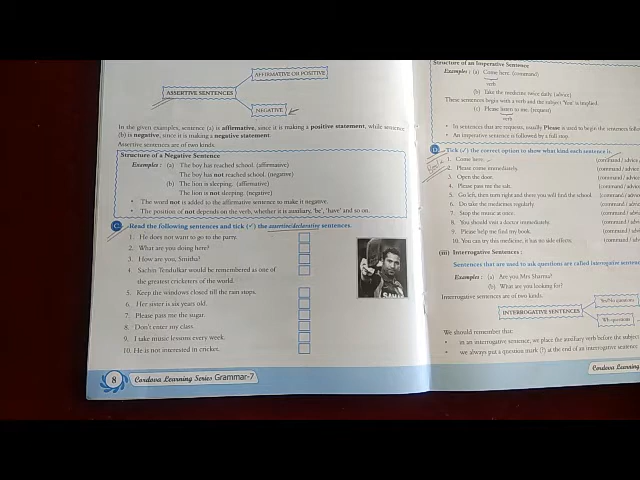 AFFIRMATIVE OR POSITIVE
ASSERTIVE SENTENCES
NEGATIVE
In the given examples, sentence (a) is affirmative, since it is making a positive statement, while sentence
(b) is negative, since it is making a negative statement.
Assertive sentences are of two kinds.
Structure of a Negative Sentence
Examples : (a) The boy has reached school. (affirmative)
The boy has not reached school. (negative)
(b) The lion is sleeping. (affirmative)
The lion is not sleeping. (negative)
• The word not is added to the affirmative sentence to make it negative.
• The position of not depends on the verb, whether it is auxiliary, 'be', 'have' and so on.
C. Read the following sentences and tick (✓) the assertive/declarative sentences.
1. He does not want to go to the party.
2. What are you doing here?
3. How are you, Smitha?
4. Sachin Tendulkar would be remembered as one of
the greatest cricketers of the world.
5. Keep the windows closed till the rain stops.
6. Her sister is six years old.
7. Please pass me the sugar.
8. Don't enter my class.
9. I take music lessons every week.
10. He is not interested in cricket.
8 Cordova Learning Series Grammar-7
Structure of an Imperative Sentence
Examples : (a) Come here. (command)
verb
(b) Take the medicine twice daily. (advice)
These sentences begin with a verb and the subject 'You' is implied.
(c) Please listen to me. (request)
verb
• In sentences that are requests, usually Please is used to begin the sentences
• An imperative sentence is followed by a full stop.
D. Tick (✓) the correct option to show what kind each sentence is.
1. Come here. (command/advice
2. Please come immediately. (command/advice
3. Open the door. (command/advice
4. Please pass me the salt. (command/advice
5. Go left, then turn right and there you will find the school. (command/advice
6. Do take the medicines regularly. (command/advice
7. Stop the music at once. (command/advice
8. You should visit a doctor immediately. (command/advice
9. Please help me find my book. (command/advice
10. You can try this medicine, it has no side effects. (command/advice
(iii) Interrogative Sentences :
Sentences that are used to ask questions are called interrogative
Examples : (a) Are you Mrs Sharma?
(b) What are you looking for?
Interrogative sentences are of two kinds.
Yes/No questions
INTERROGATIVE SENTENCES
Wh-questions
We should remember that:
• in an interrogative sentence, we place the auxiliary verb before the subject
• we always put a question mark (?) at the end of an interrogative sentence
Cordova Learning